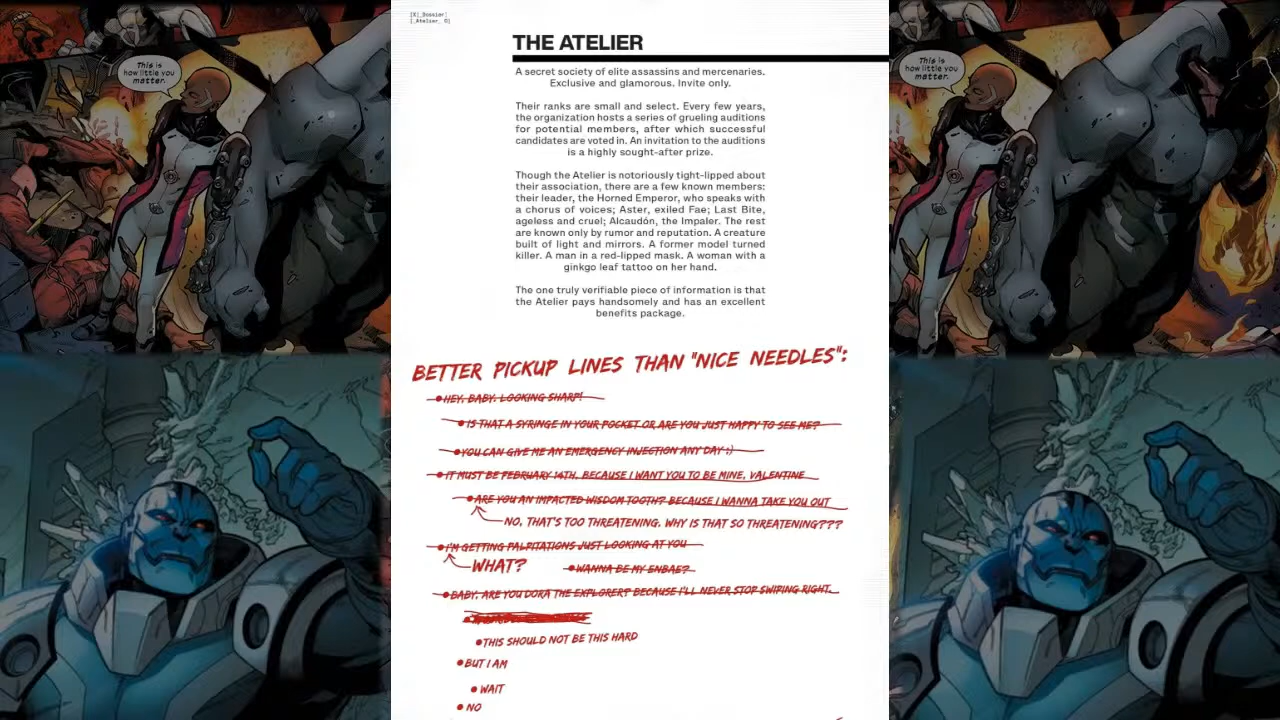 This is how little you matter.
[X]_Dossier]
[_Atelier_ O]
THE ATELIER
A secret society of elite assassins and mercenaries.
Exclusive and glamorous. Invite only.
Their ranks are small and select. Every few years,
the organization hosts a series of grueling auditions
for potential members, after which successful
candidates are voted in. An invitation to the auditions
is a highly sought-after prize.
Though the Atelier is notoriously tight-lipped about
their association, there are a few known members:
their leader, the Horned Emperor, who speaks with
a chorus of voices; Aster, exiled Fae; Last Bite,
ageless and cruel; Alcaudón, the Impaler. The rest
are known only by rumor and reputation. A creature
built of light and mirrors. A former model turned
killer. A man in a red-lipped mask. A woman with a
ginkgo leaf tattoo on her hand.
The one truly verifiable piece of information is that
the Atelier pays handsomely and has an excellent
benefits package.
BETTER PICKUP LINES THAN "NICE NEEDLES":
•HEY, BABY. LOOKING SHARP!
•IS THAT A SYRINGE IN YOUR POCKET OR ARE YOU JUST HAPPY TO SEE ME?
•YOU CAN GIVE ME AN EMERGENCY INJECTION ANY DAY ;)
•IT MUST BE FEBRUARY 14TH, BECAUSE I WANT YOU TO BE MINE, VALENTINE
•ARE YOU AN IMPACTED WISDOM TOOTH? BECAUSE I WANNA TAKE YOU OUT
NO, THAT'S TOO THREATENING. WHY IS THAT SO THREATENING???
•I'M GETTING PALPITATIONS JUST LOOKING AT YOU
WHAT?
•WANNA BE MY ENBAE?
•BABY, ARE YOU DORA THE EXPLORER? BECAUSE I'LL NEVER STOP SWIPING RIGHT.
•THIS SHOULD NOT BE THIS HARD
•BUT I AM
•WAIT
•NO
This is how little you matter.